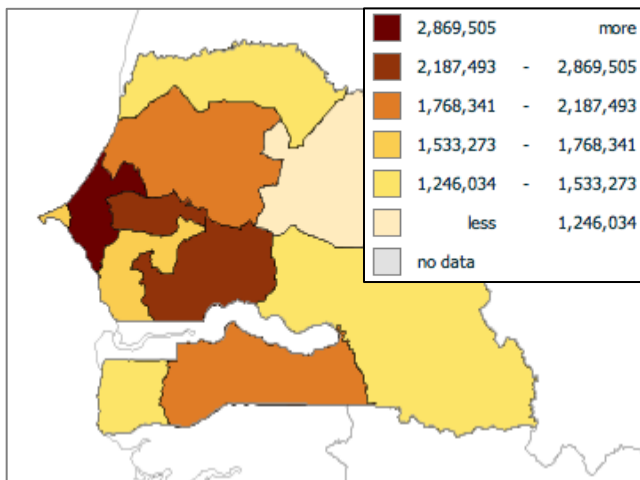 2,869,505 more
2,187,493 - 2,869,505
1,768,341 - 2,187,493
1,533,273 - 1,768,341
1,246,034 - 1,533,273
less 1,246,034
no data